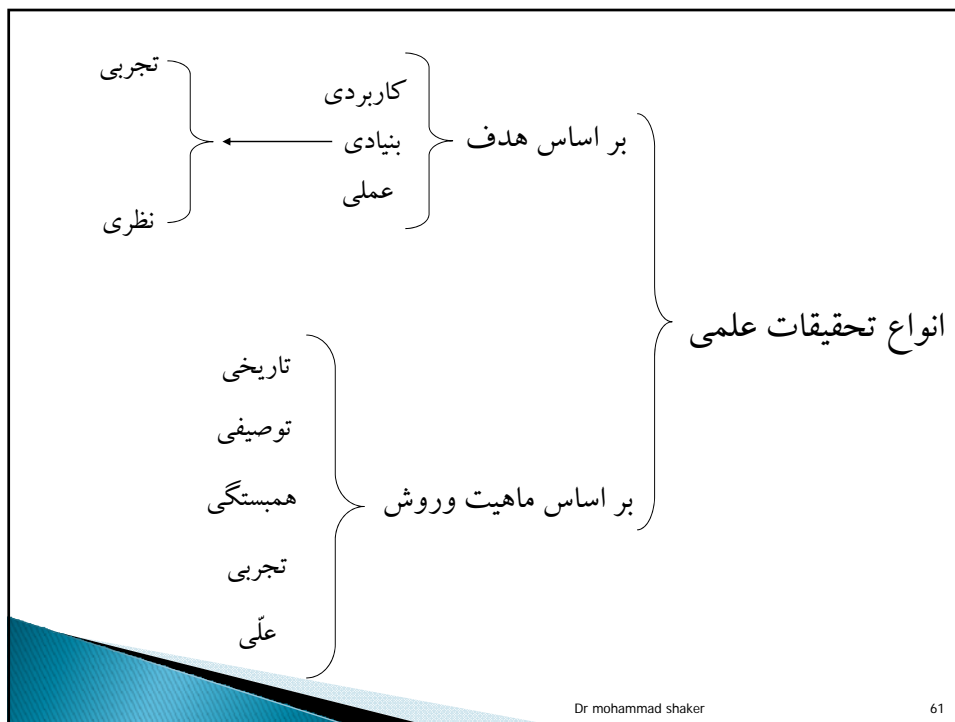 انواع تحقیقات علمی
بر اساس هدف
کاربردی
بنیادی
عملی
تجربی
نظری
بر اساس ماهیت وروش
تاریخی
توصیفی
همبستگی
تجربی
علّی
Dr mohammad shaker
61